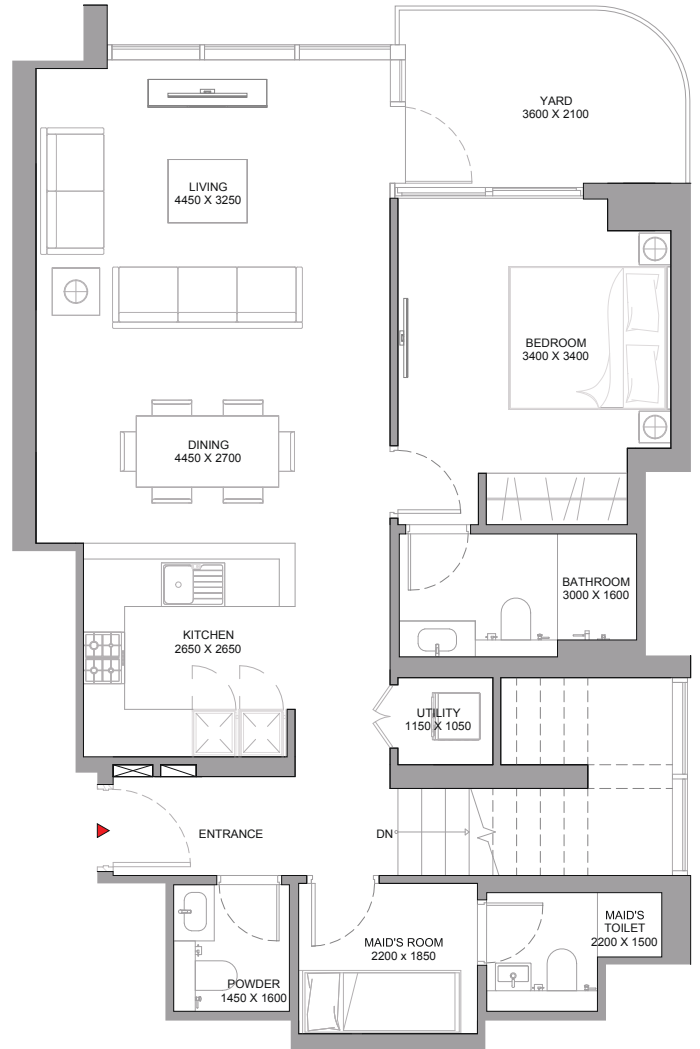 YARD
3600 X 2100
LIVING
4450 X 3250
BEDROOM
3400 X 3400
DINING
4450 X 2700
BATHROOM
3000 X 1600
KITCHEN
2650 X 2650
UTILITY
1150 X 1050
ENTRANCE
DN
MAID'S
TOILET
2200 X 1500
MAID'S ROOM
2200 x 1850
POWDER
1450 X 1600